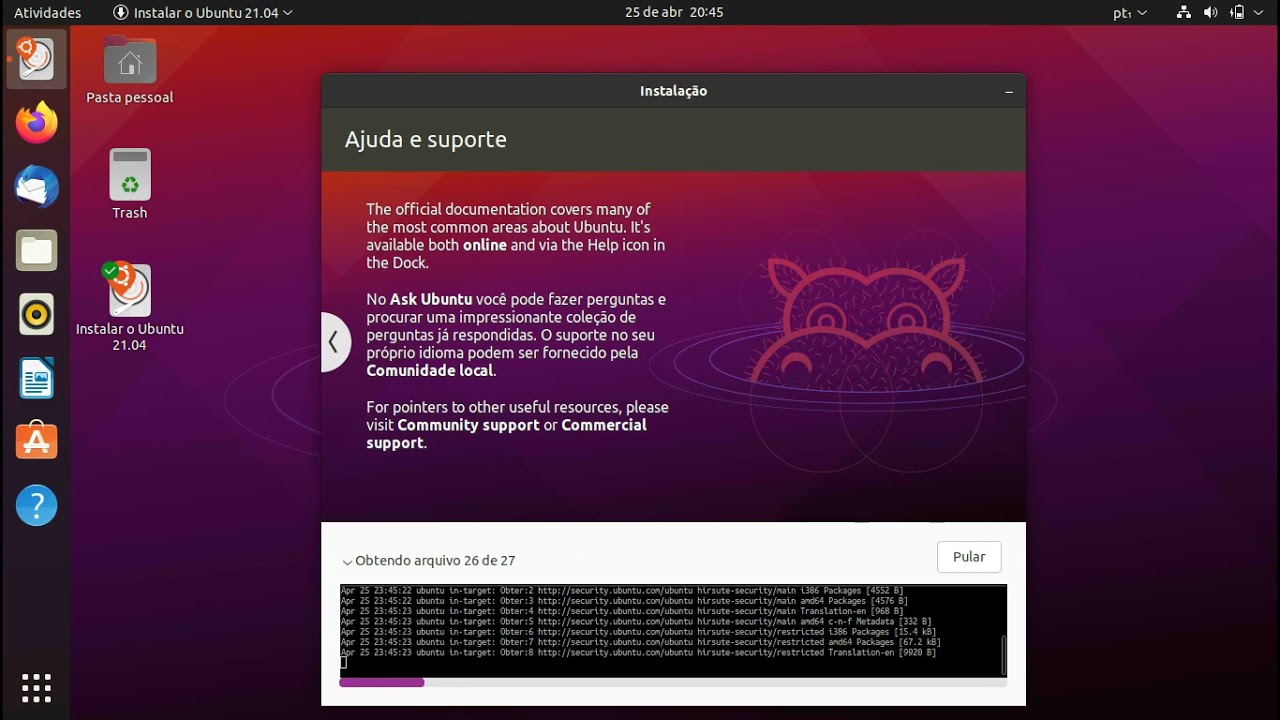 Atividades
Instalar o Ubuntu 21.04
25 de abr 20:45
pt₁
Pasta pessoal
Trash
Instalar o Ubuntu
21.04
Instalação
Ajuda e suporte
The official documentation covers many of
the most common areas about Ubuntu. It's
available both online and via the Help icon in
the Dock.
No Ask Ubuntu você pode fazer perguntas e
procurar uma impressionante coleção de
perguntas já respondidas. O suporte no seu
próprio idioma podem ser fornecido pela
Comunidade local.
For pointers to other useful resources, please
visit Community support or Commercial
support.
Obtendo arquivo 26 de 27
Pular
Apr 25 23:45:22 ubuntu in-target: Obter:2 http://security.ubuntu.com/ubuntu hirsute-security/main i386 Packages [4552 B]
Apr 25 23:45:22 ubuntu in-target: Obter:3 http://security.ubuntu.com/ubuntu hirsute-security/main amd64 Packages [4576 B]
Apr 25 23:45:23 ubuntu in-target: Obter:4 http://security.ubuntu.com/ubuntu hirsute-security/main Translation-en [968 B]
Apr 25 23:45:23 ubuntu in-target: Obter:5 http://security.ubuntu.com/ubuntu hirsute-security/main amd64 c-n-f Metadata [332 B]
Apr 25 23:45:23 ubuntu in-target: Obter:6 http://security.ubuntu.com/ubuntu hirsute-security/restricted i386 Packages [15.4 kB]
Apr 25 23:45:23 ubuntu in-target: Obter:7 http://security.ubuntu.com/ubuntu hirsute-security/restricted amd64 Packages [67.2 kB]
Apr 25 23:45:23 ubuntu in-target: Obter:8 http://security.ubuntu.com/ubuntu hirsute-security/restricted Translation-en [9920 B]